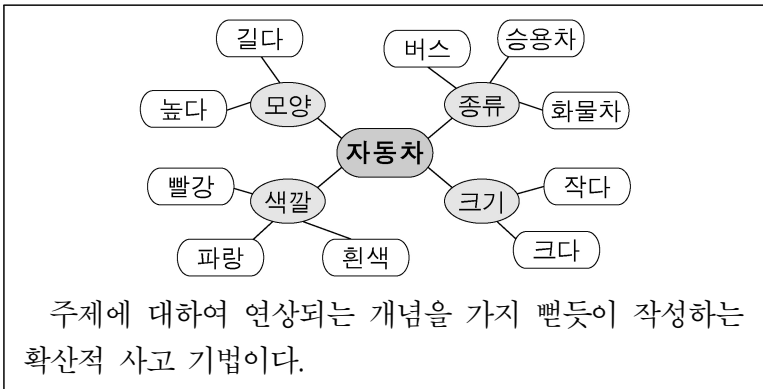 길다
높다
모양
버스
승용차
종류
화물차
자동차
빨강
색깔
파랑
흰색
크기
작다
크다
주제에 대하여 연상되는 개념을 가지 뻗듯이 작성하는
확산적 사고 기법이다.